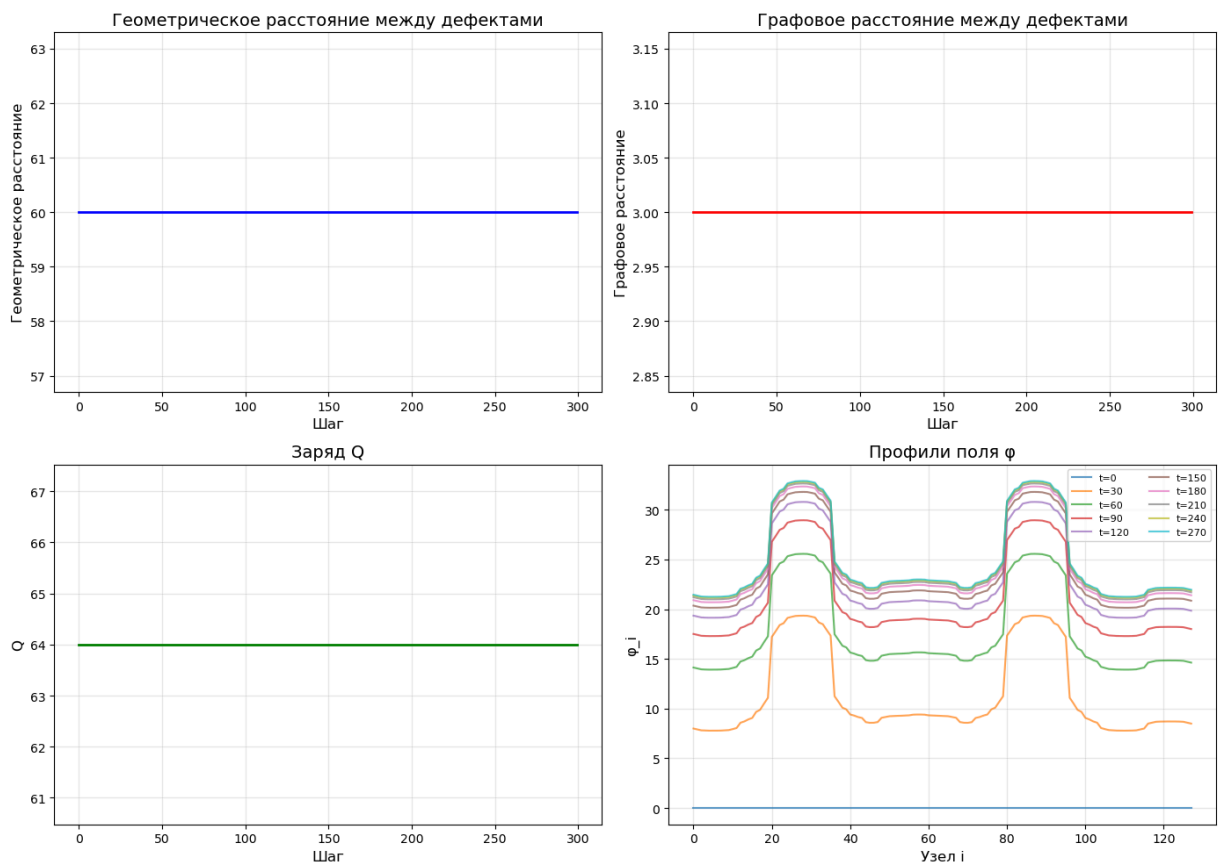 Геометрическое расстояние между дефектами
Геометрическое расстояние
63
62
61
60
59
58
57
0 50 100 150 200 250 300
Шаг
Графовое расстояние между дефектами
Графовое расстояние
3.15
3.10
3.05
3.00
2.95
2.90
2.85
0 50 100 150 200 250 300
Шаг
Заряд Q
Q
67
66
65
64
63
62
61
0 50 100 150 200 250 300
Шаг
Профили поля φ
φ_i
30
25
20
15
10
5
0
t=0
t=30
t=60
t=90
t=120
t=150
t=180
t=210
t=240
t=270
0 20 40 60 80 100 120
Узел i